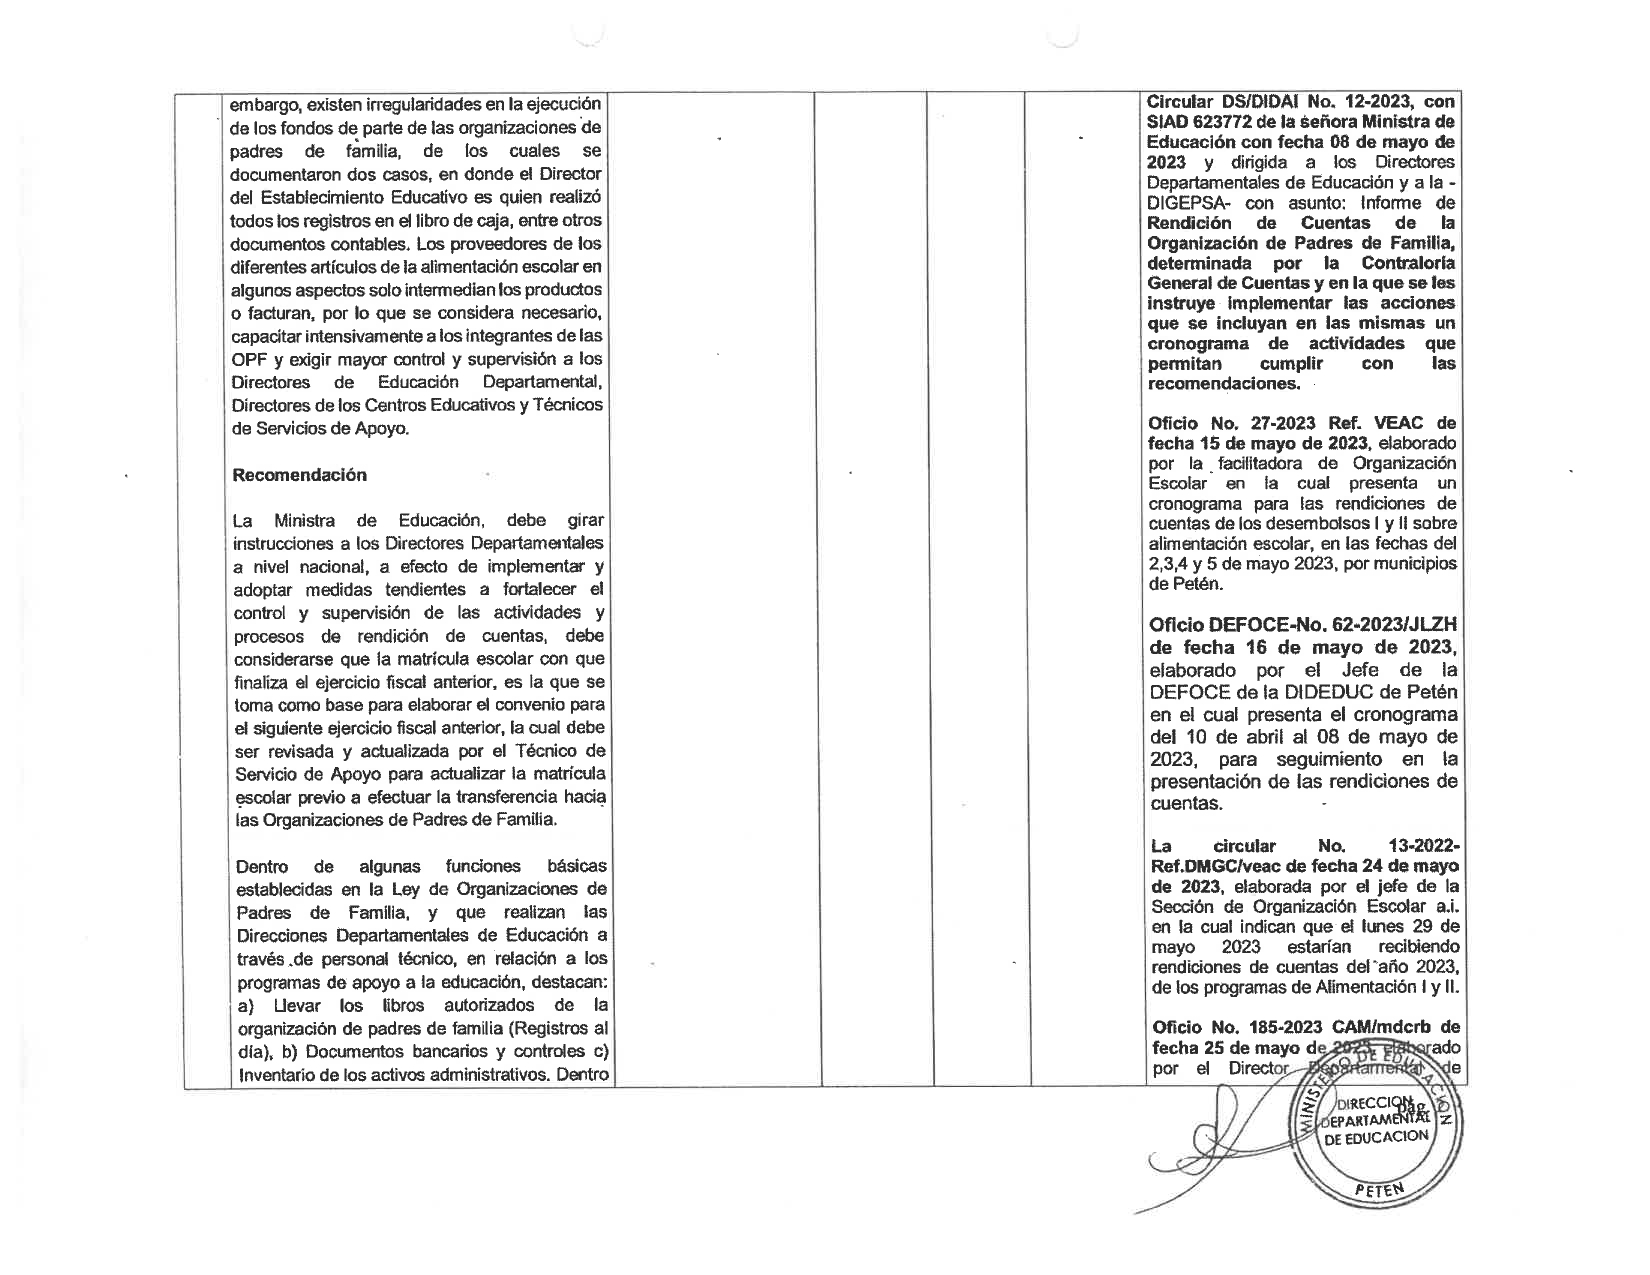 embargo, existen irregularidades en la ejecución
de los fondos de parte de las organizaciones de
padres de familia, de los cuales se
documentaron dos casos, en donde el Director
del Establecimiento Educativo es quien realizó
todos los registros en el libro de caja, entre otros
documentos contables. Los proveedores de los
diferentes artículos de la alimentación escolar en
algunos aspectos solo intermedian los productos
o facturan, por lo que se considera necesario,
capacitar intensivamente a los integrantes de las
OPF y exigir mayor control y supervisión a los
Directores de Educación Departamental,
Directores de los Centros Educativos y Técnicos
de Servicios de Apoyo.
Recomendación
La Ministra de Educación, debe girar
instrucciones a los Directores Departamentales
a nivel nacional, a efecto de implementar y
adoptar medidas tendientes a fortalecer el
control y supervisión de las actividades y
procesos de rendición de cuentas, debe
considerarse que la matrícula escolar con que
finaliza el ejercicio fiscal anterior, es la que se
toma como base para elaborar el convenio para
el siguiente ejercicio fiscal anterior, la cual debe
ser revisada y actualizada por el Técnico de
Servicio de Apoyo para actualizar la matrícula
escolar previo a efectuar la transferencia hacia
las Organizaciones de Padres de Familia.
Dentro de algunas funciones básicas
establecidas en la Ley de Organizaciones de
Padres de Familia, y que realizan las
Direcciones Departamentales de Educación a
través de personal técnico, en relación a los
programas de apoyo a la educación, destacan:
a) Llevar los libros autorizados de la
organización de padres de familia (Registros al
día), b) Documentos bancarios y controles c)
Inventario de los activos administrativos. Dentro
Circular DS/DIDAI No. 12-2023, con
SIAD 623772 de la señora Ministra de
Educación con fecha 08 de mayo de
2023 y dirigida a los Directores
Departamentales de Educación y a la -
DIGEPSA- con asunto: Informe de
Rendición de Cuentas de la
Organización de Padres de Familia,
determinada por la Contraloría
General de Cuentas y en la que se les
instruye implementar las acciones
que se incluyan en las mismas un
cronograma de actividades que
permitan cumplir con las
recomendaciones.
Oficio No. 27-2023 Ref. VEAC de
fecha 15 de mayo de 2023, elaborado
por la facilitadora de Organización
Escolar en la cual presenta un
cronograma para las rendiciones de
cuentas de los desembolsos I y II sobre
alimentación escolar, en las fechas del
2,3,4 y 5 de mayo 2023, por municipios
de Petén.
Oficio DEFOCE-No. 62-2023/JLZH
de fecha 16 de mayo de 2023,
elaborado por el Jefe de la
DEFOCE de la DIDEDUC de Petén
en el cual presenta el cronograma
del 10 de abril al 08 de mayo de
2023, para seguimiento en la
presentación de las rendiciones de
cuentas.
La circular No. 13-2022-
Ref.DMGC/veac de fecha 24 de mayo
de 2023, elaborada por el jefe de la
Sección de Organización Escolar a.i.
en la cual indican que el lunes 29 de
mayo 2023 estarían recibiendo
rendiciones de cuentas del año 2023,
de los programas de Alimentación I y II.
Oficio No. 185-2023 CAM/mdcrb de
fecha 25 de mayo de 2023, elaborado
por el Director Departamental de
MINISTERIO DE EDUCACION
DIRECCION
DEPARTAMENTAL
DE EDUCACION
PETEN
Pág.